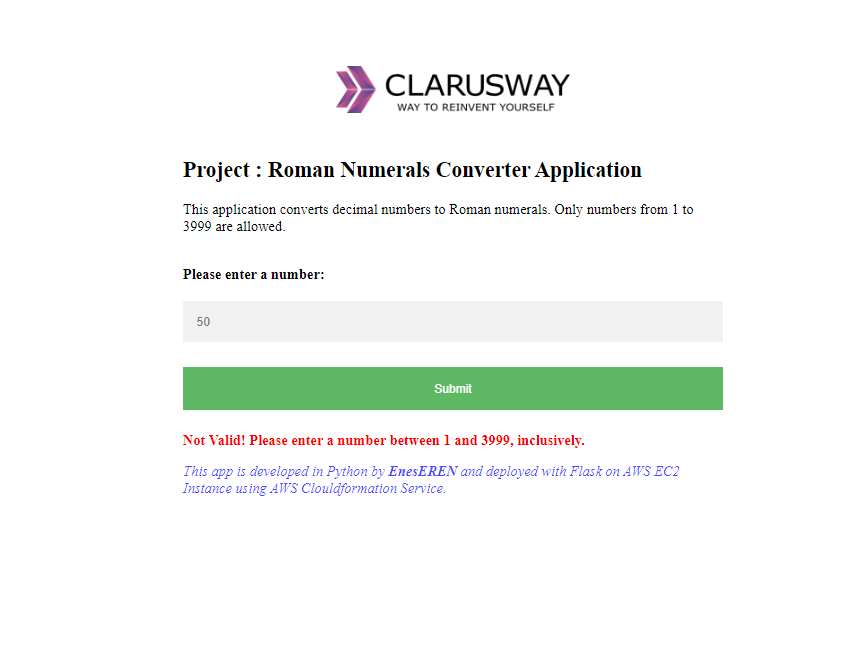 CLARUSWAY
WAY TO REINVENT YOURSELF
Project : Roman Numerals Converter Application
This application converts decimal numbers to Roman numerals. Only numbers from 1 to
3999 are allowed.
Please enter a number:
50
Submit
Not Valid! Please enter a number between 1 and 3999, inclusively.
This app is developed in Python by EnesEREN and deployed with Flask on AWS EC2
Instance using AWS Clouldformation Service.